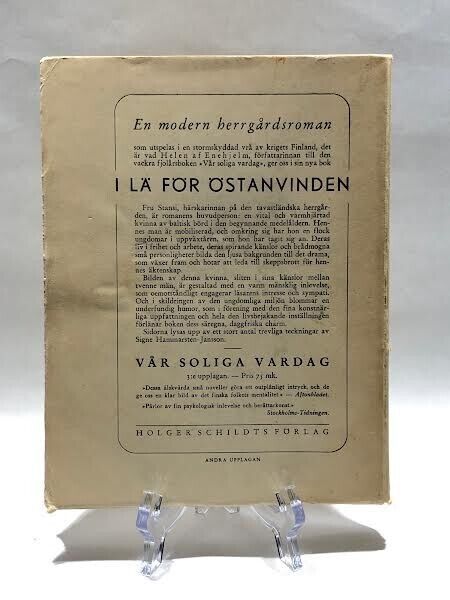 En modern herrgårdsroman
som utspelas i en stormskyddad vrå av krigets Finland, det
är vad Helen af Enehjelm, författarinnan till den
vackra fjolårsboken »Vår soliga vardag», ger oss i sin nya bok
I LÄ FÖR ÖSTANVINDEN
Fru Stansi, härskarinnan på den tavastländska herrgår-
den, är romanens huvudperson: en vital och varmhjärtad
kvinna av baltisk börd i den begynnande medelåldern. Hen-
nes man är mobiliserad, och omkring sig har hon en flock
ungdomar i uppväxtåren, som hon har tagit sig an. Deras
liv i frihet och arbete, deras spirande känslor och brådmogna
små personligheter bilda den ljusa bakgrunden till det drama,
som växer fram och hotar att leda till skeppsbrott för hen-
nes äktenskap.
Bilden av denna kvinna, sliten i sina känslor mellan
tvenne män, är gestaltad med en varm mänsklig inlevelse,
som oemotståndligt engagerar läsarens intresse och sympati.
Och i skildringen av den ungdomliga miljön blommar en
underfundig humor, som i förening med den fina konstnär-
liga uppfattningen och hela den livsbejakande inställningen
förlänar boken dess säregna, daggfriska charm.
Sidorna lysas upp av ett stort antal trevliga teckningar av
Signe Hammarsten-Jansson.
VÅR SOLIGA VARDAG
3:e upplagan. — Pris 75 mk.
»Dessa älskvärda små noveller göra ett outplånligt intryck, och de
ge oss en klar bild av det finska folkets mentalitet» — Aftonbladet.
»Pärlor av fin psykologisk inlevelse och berättarkonst.»
Stockholms-Tidningen.
HOLGER SCHILDTS FÖRLAG
ANDRA UPPLAGAN